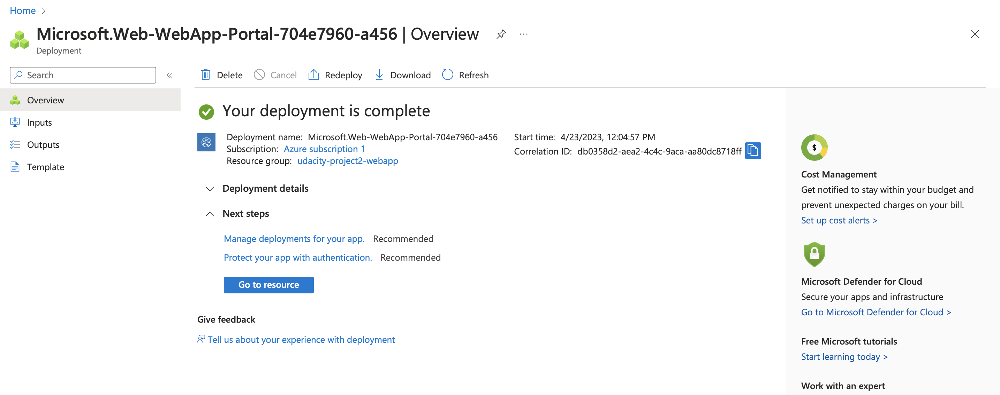 Home
Microsoft.Web-WebApp-Portal-704e7960-a456 | Overview
Deployment
Search
Overview
Inputs
Outputs
Template
Delete Cancel Redeploy Download Refresh
Your deployment is complete
Deployment name: Microsoft.Web-WebApp-Portal-704e7960-a456
Subscription: Azure subscription 1
Resource group: udacity-project2-webapp
Start time: 4/23/2023, 12:04:57 PM
Correlation ID: db0358d2-aea2-4c4c-9aca-aa80dc8718ff
Deployment details
Next steps
Manage deployments for your app. Recommended
Protect your app with authentication. Recommended
Go to resource
Give feedback
Tell us about your experience with deployment
$
Cost Management
Get notified to stay within your budget and
prevent unexpected charges on your bill.
Set up cost alerts >
Microsoft Defender for Cloud
Secure your apps and infrastructure
Go to Microsoft Defender for Cloud >
Free Microsoft tutorials
Start learning today >
Work with an expert